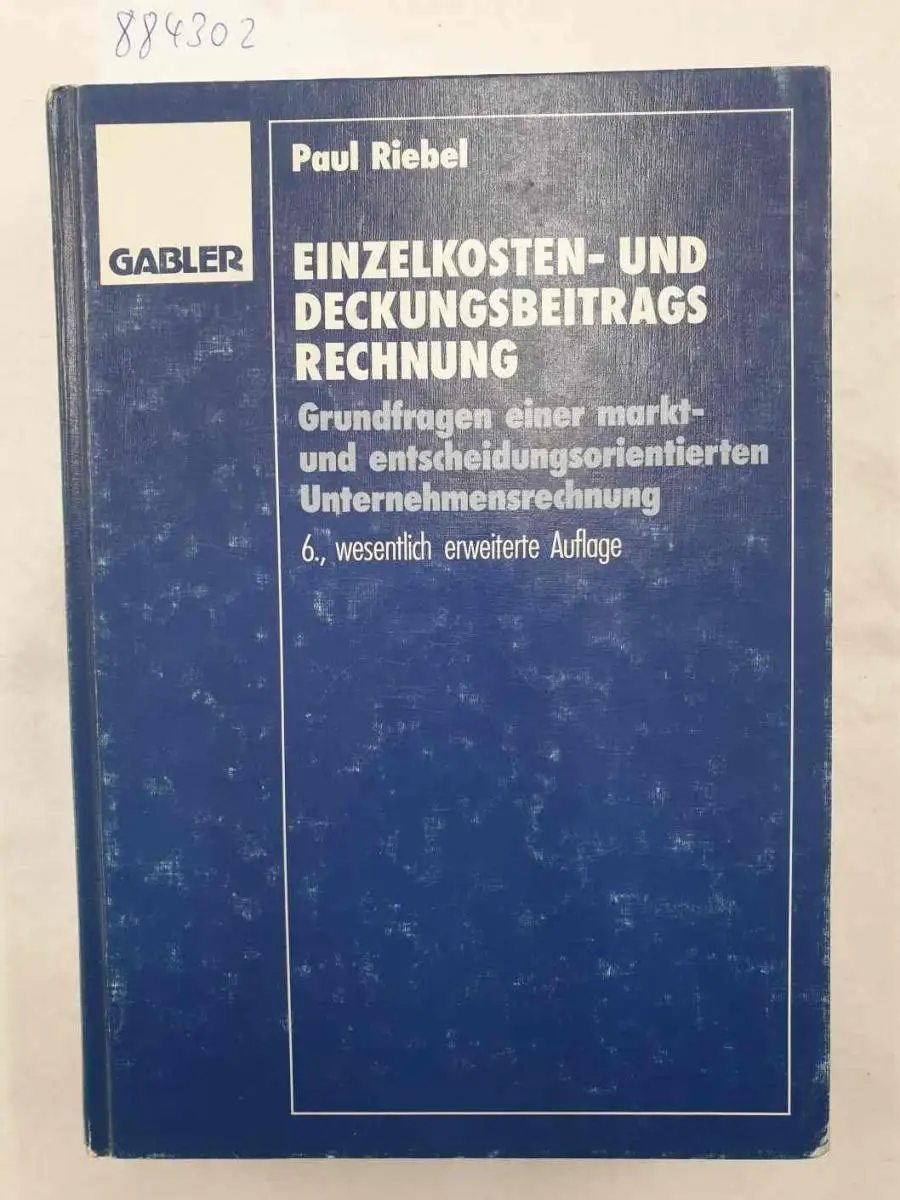 884302
Paul Riebel
GABLER
EINZELKOSTEN- UND
DECKUNGSBEITRAGS
RECHNUNG
Grundfragen einer markt-
und entscheidungsorientierten
Unternehmensrechnung
6., wesentlich erweiterte Auflage